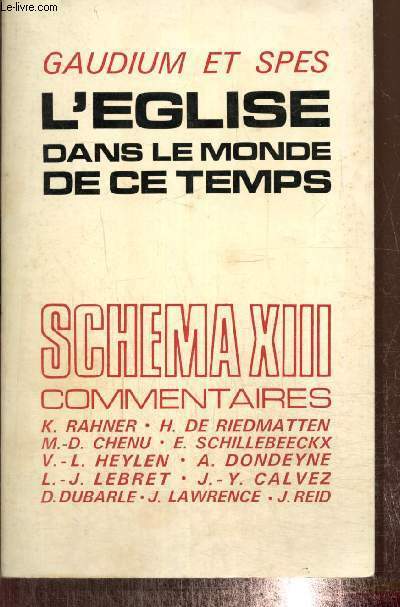 Le-livre.com
GAUDIUM ET SPES
L'EGLISE
DANS LE MONDE
DE CE TEMPS
SCHEMA XIII
COMMENTAIRES
K. RAHNER • H. DE RIEDMATTEN
M.-D. CHENU • E. SCHILLEBEECKX
V.-L. HEYLEN • A. DONDEYNE
L.-J. LEBRET • J.-Y. CALVEZ
D. DUBARLE • J. LAWRENCE • J. REID